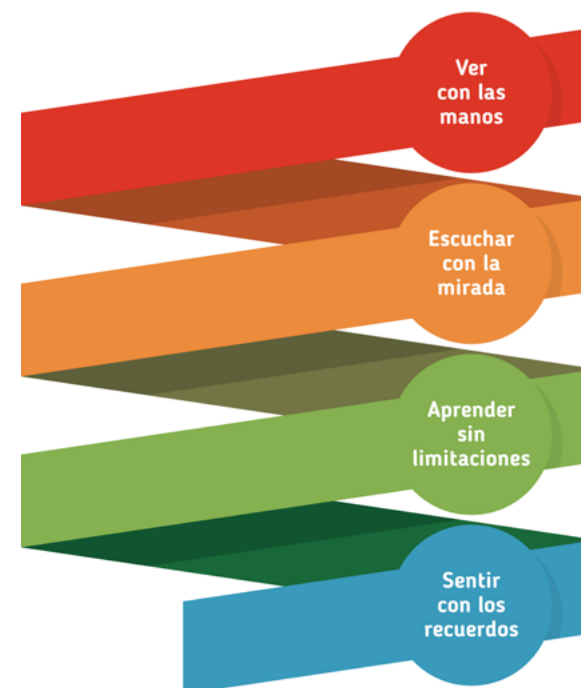 Ver
con las
manos
Escuchar
con la
mirada
Aprender
sin
limitaciones
Sentir
con los
recuerdos